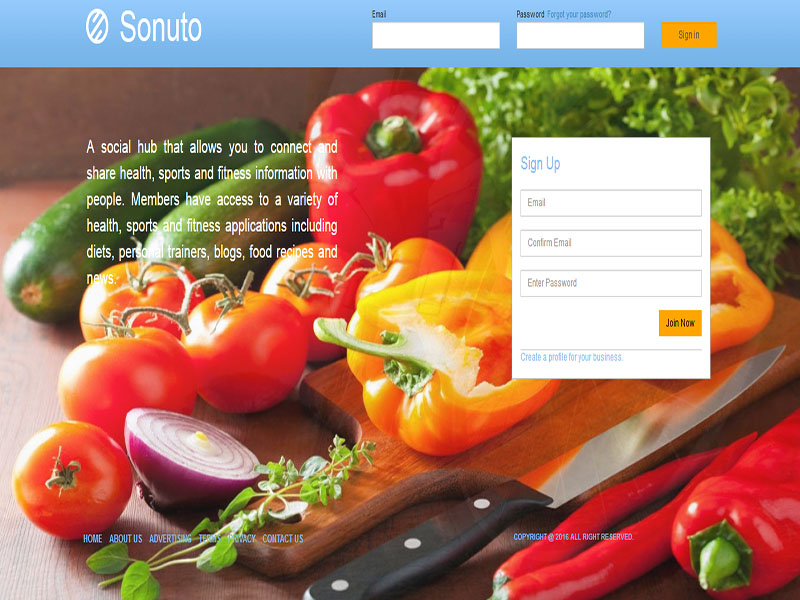 Sonuto
Email
Password Forgot your password?
Sign in
A social hub that allows you to connect and
share health, sports and fitness information with
people. Members have access to a variety of
health, sports and fitness applications including
diets, personal trainers, blogs, food recipes and
news.
Sign Up
Email
Confirm Email
Enter Password
Join Now
Create a profile for your business.
HOME ABOUT US ADVERTISING TERMS PRIVACY CONTACT US
COPYRIGHT @ 2016 ALL RIGHT RESERVED.